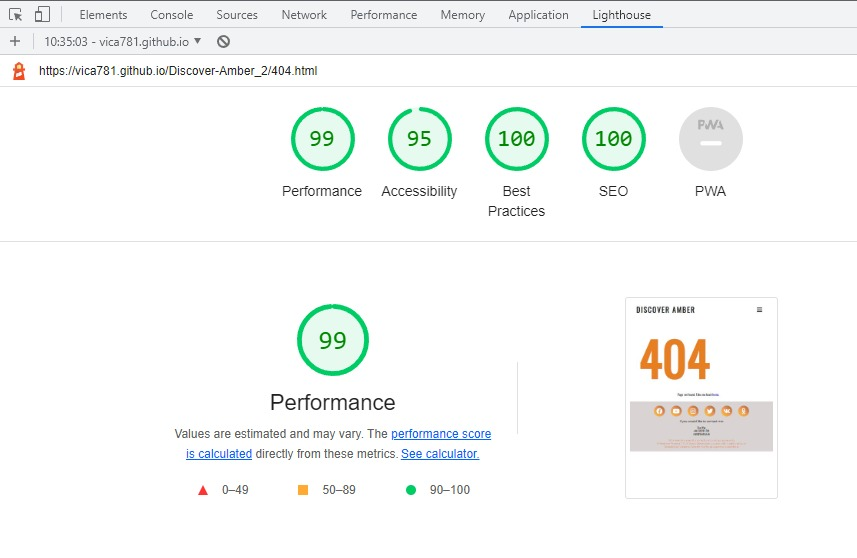 Elements Console Sources Network Performance Memory Application Lighthouse
+ 10:35:03 - vica781.github.io ▼
https://vica781.github.io/Discover-Amber_2/404.html
99 95 100 100 PWA
Performance Accessibility Best Practices SEO PWA
99
Performance
Values are estimated and may vary. The performance score
is calculated directly from these metrics. See calculator.
0–49 50–89 90–100
DISCOVER AMBER
404